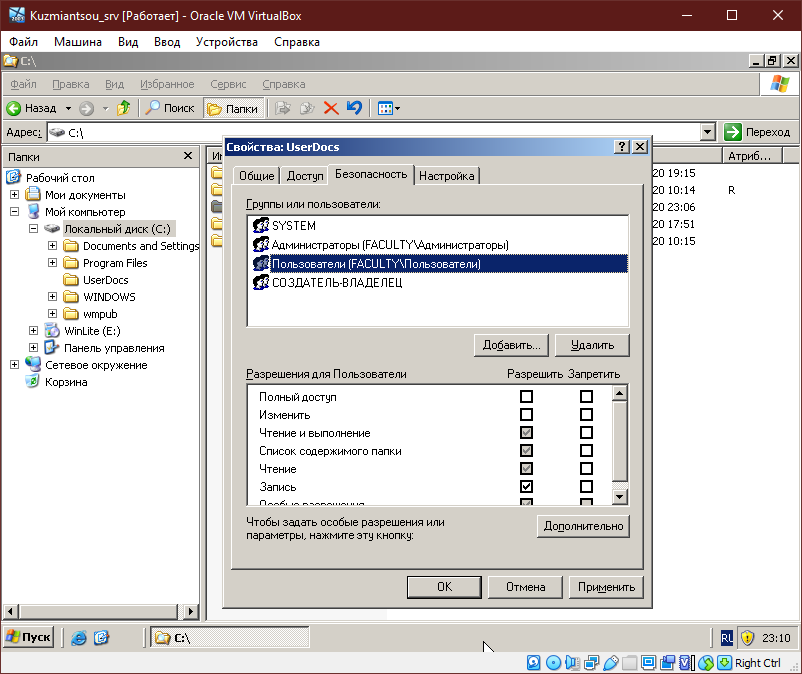 Kuzmiantsou_srv [Работает] - Oracle VM VirtualBox
Файл Машина Вид Ввод Устройства Справка
C:\
Файл Правка Вид Избранное Сервис Справка
Назад Поиск Папки
Адрес: C:\ Переход
Папки
Атриб...
Рабочий стол
Мои документы
Мой компьютер
Локальный диск (C:)
Documents and Settings
Program Files
UserDocs
WINDOWS
wmpub
WinLite (E:)
Панель управления
Сетевое окружение
Корзина
20 19:15
20 10:14 R
20 23:06
20 17:51
20 10:15
Свойства: UserDocs
Общие Доступ Безопасность Настройка
Группы или пользователи:
SYSTEM
Администраторы (FACULTY\Администраторы)
Пользователи (FACULTY\Пользователи)
СОЗДАТЕЛЬ-ВЛАДЕЛЕЦ
Добавить... Удалить
Разрешения для Пользователи Разрешить Запретить
Полный доступ
Изменить
Чтение и выполнение
Список содержимого папки
Чтение
Запись
Особые разрешения
Чтобы задать особые разрешения или
параметры, нажмите эту кнопку:
Дополнительно
OK Отмена Применить
Пуск C:\ RU 23:10
Right Ctrl